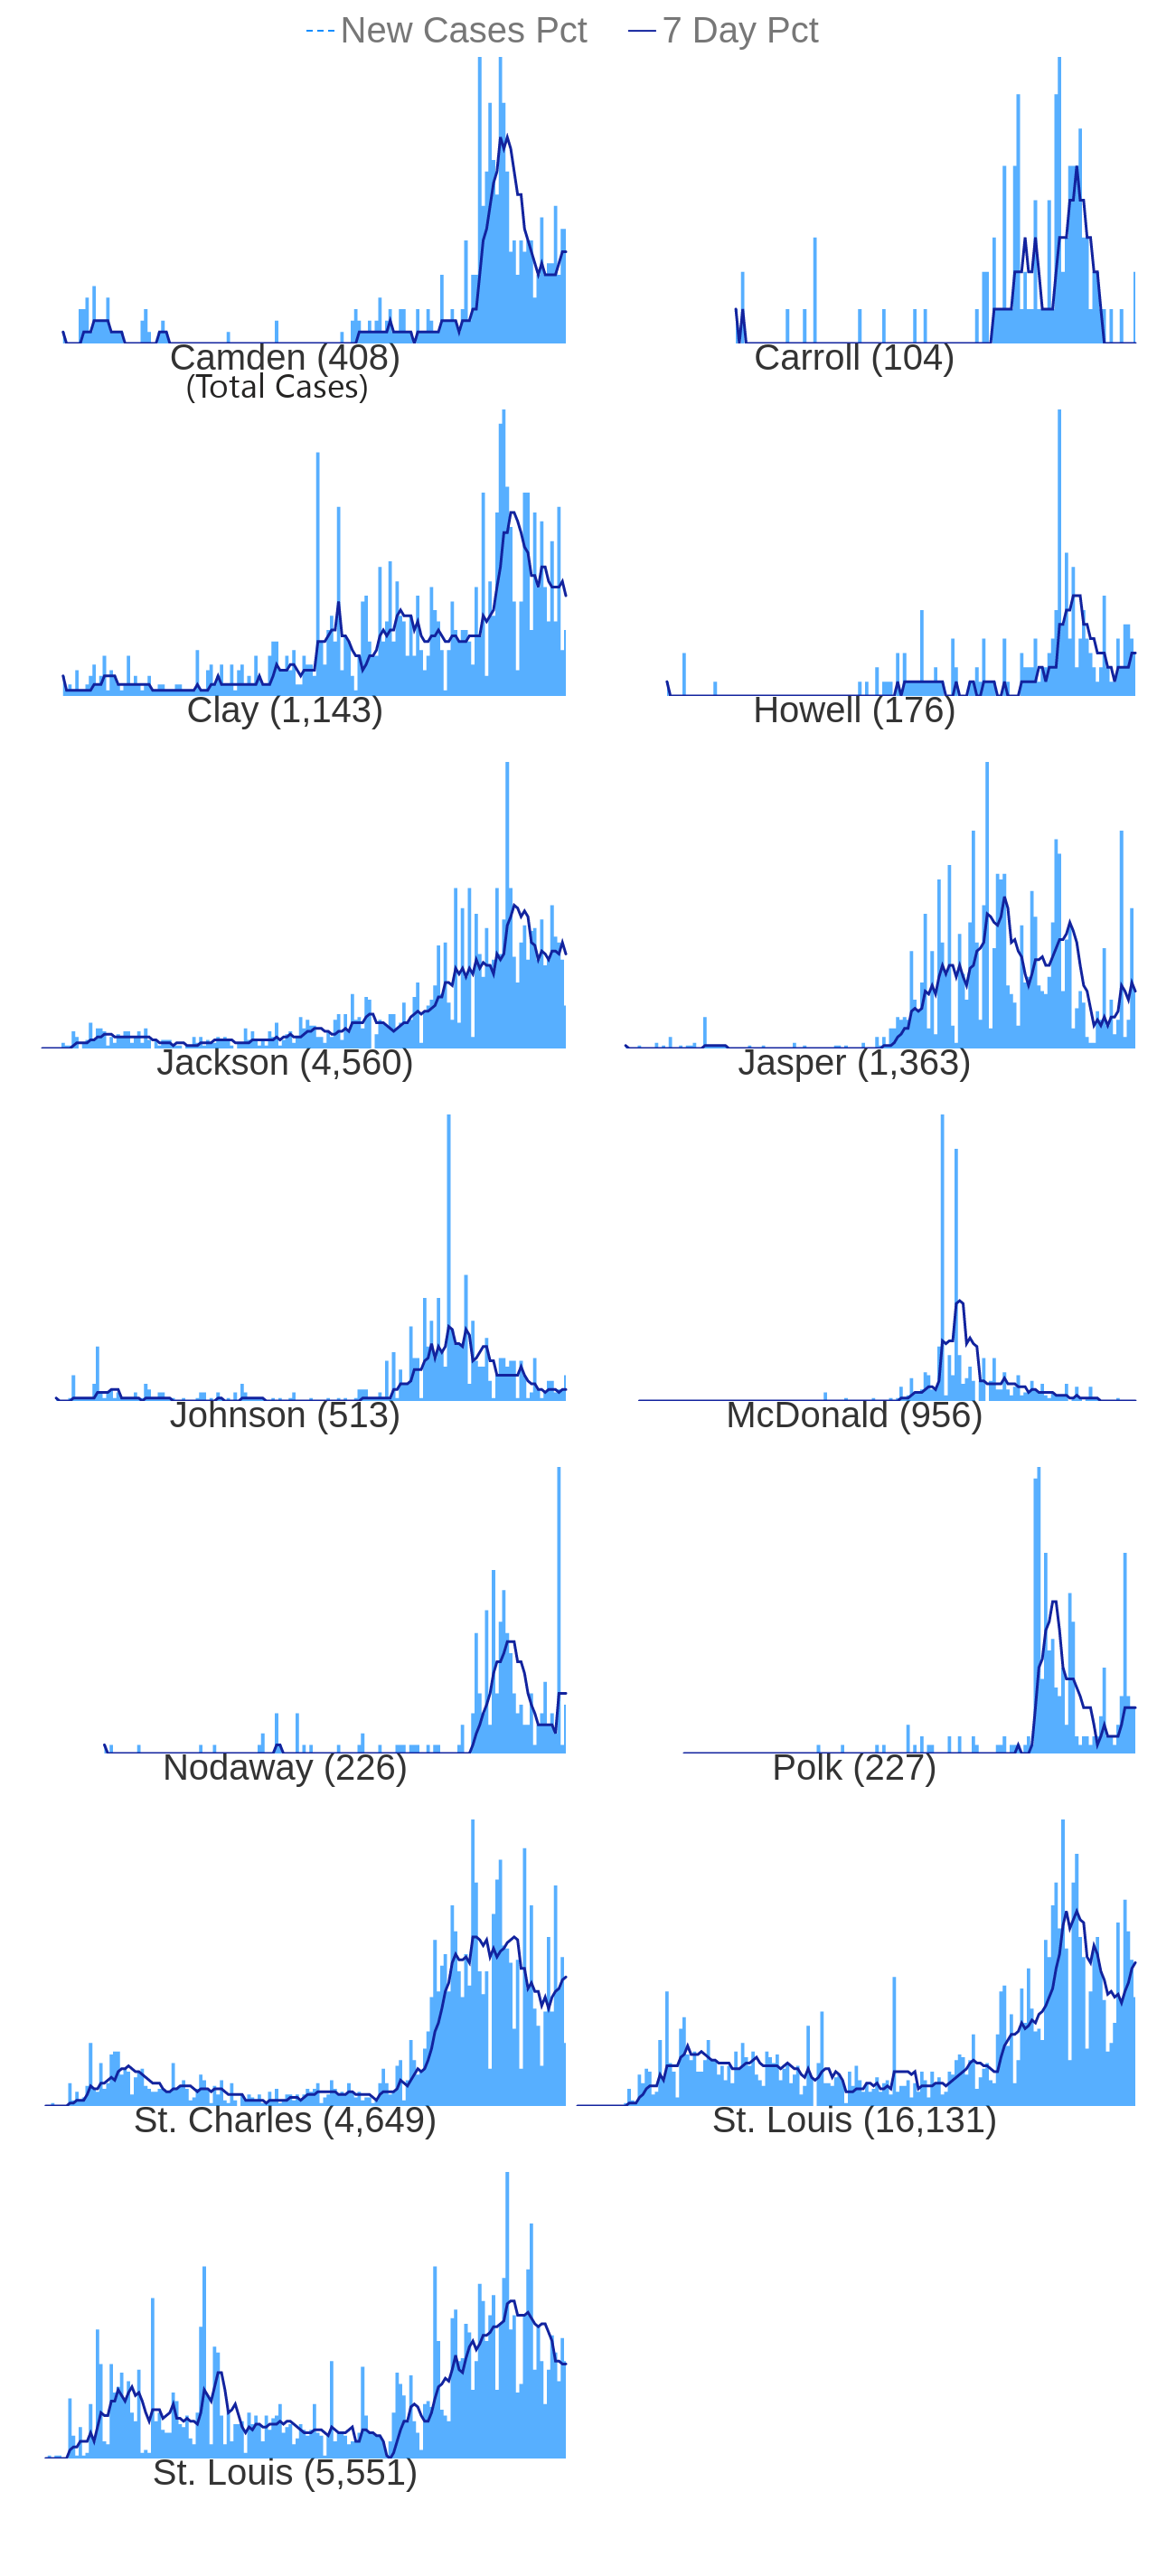 New Cases Pct 7 Day Pct
Camden (408) Carroll (104)
(Total Cases)
Clay (1,143) Howell (176)
Jackson (4,560) Jasper (1,363)
Johnson (513) McDonald (956)
Nodaway (226) Polk (227)
St. Charles (4,649) St. Louis (16,131)
St. Louis (5,551)